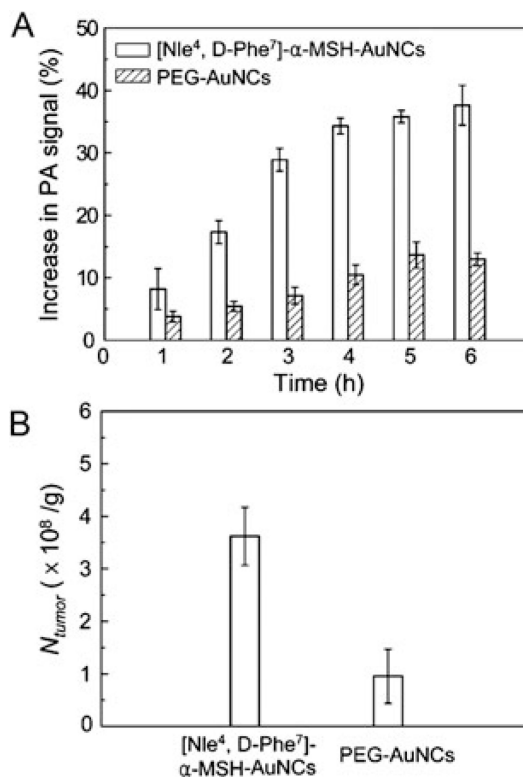 A
[Nle⁴, D-Phe⁷]-α-MSH-AuNCs
PEG-AuNCs
Increase in PA signal (%)
50
40
30
20
10
0
0 1 2 3 4 5 6
Time (h)
B
N_tumor ( × 10⁸ /g)
6
5
4
3
2
1
0
[Nle⁴, D-Phe⁷]-
α-MSH-AuNCs
PEG-AuNCs